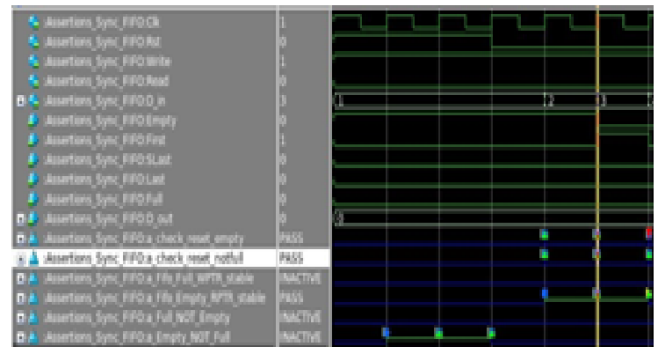 Assertions_Sync_FIFO:Clk 1
Assertions_Sync_FIFO:Rst 0
Assertions_Sync_FIFO:Write 1
Assertions_Sync_FIFO:Read 0
Assertions_Sync_FIFO:D_in 3 1 2 3
Assertions_Sync_FIFO:Empty 0
Assertions_Sync_FIFO:First 1
Assertions_Sync_FIFO:SLast 0
Assertions_Sync_FIFO:Last 0
Assertions_Sync_FIFO:Full 0
Assertions_Sync_FIFO:D_out 0 0
Assertions_Sync_FIFO:a_check_reset_empty PASS
Assertions_Sync_FIFO:a_check_reset_notfull PASS
Assertions_Sync_FIFO:a_Fifo_Full_WPTR_stable INACTIVE
Assertions_Sync_FIFO:a_Fifo_Empty_RPTR_stable PASS
Assertions_Sync_FIFO:a_Full_NOT_Empty INACTIVE
Assertions_Sync_FIFO:a_Empty_NOT_Full INACTIVE